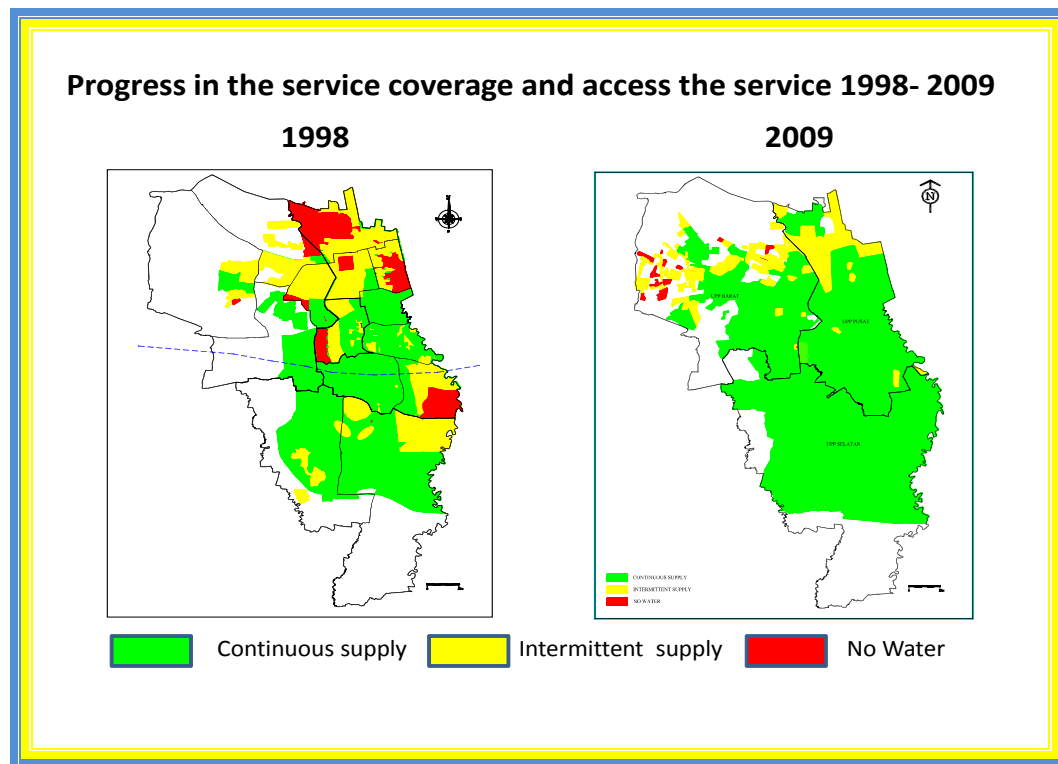 Progress in the service coverage and access the service 1998- 2009
1998
2009
N
UPP BARAT
UPP PUSAT
UPP SELATAN
CONTINUOUS SUPPLY
INTERMITTENT SUPPLY
NO WATER
Continuous supply
Intermittent supply
No Water